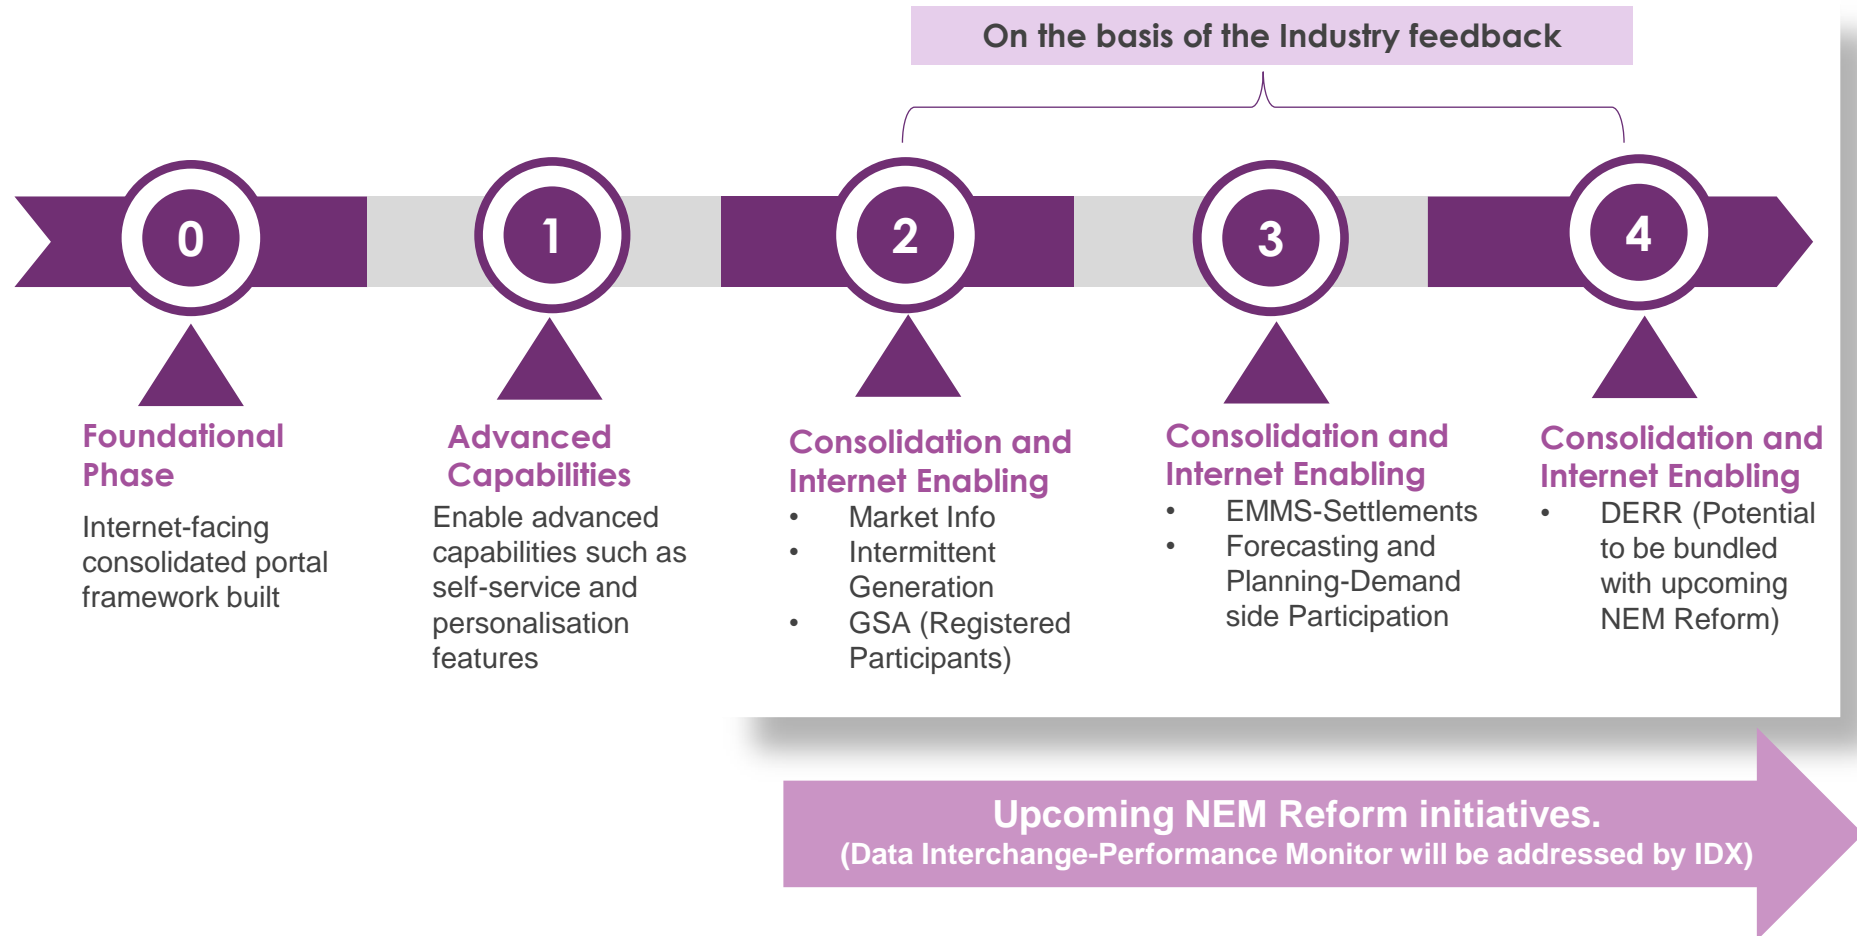 On the basis of the Industry feedback
0
1
2
3
4
Foundational
Phase
Internet-facing
consolidated portal
framework built
Advanced
Capabilities
Enable advanced
capabilities such as
self-service and
personalisation
features
Consolidation and
Internet Enabling
• Market Info
• Intermittent
Generation
• GSA (Registered
Participants)
Consolidation and
Internet Enabling
• EMMS-Settlements
• Forecasting and
Planning-Demand
side Participation
Consolidation and
Internet Enabling
• DERR (Potential
to be bundled
with upcoming
NEM Reform)
Upcoming NEM Reform initiatives.
(Data Interchange-Performance Monitor will be addressed by IDX)